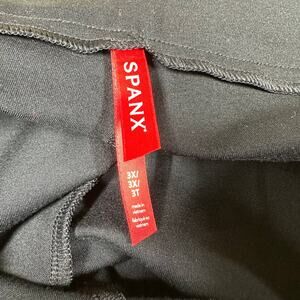 SPANX®
3X/
3X/
3T
made in
vietnam
fabriqué au
vietnam